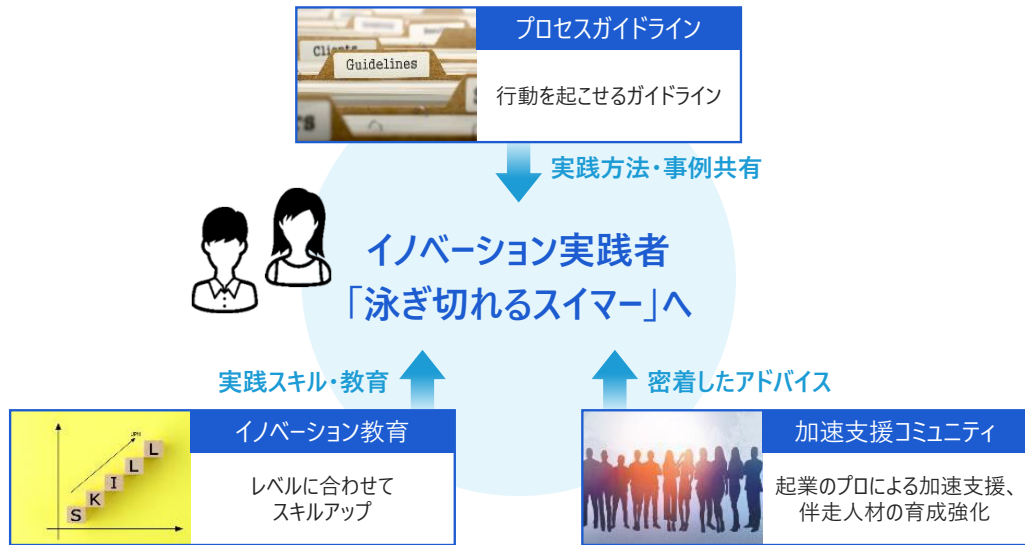 プロセスガイドライン
Clients
Guidelines
行動を起こせるガイドライン
実践方法・事例共有
イノベーション実践者
「泳ぎ切れるスイマー」へ
実践スキル・教育
密着したアドバイス
イノベーション教育
SKILL
レベルに合わせて
スキルアップ
加速支援コミュニティ
起業のプロによる加速支援、
伴走人材の育成強化